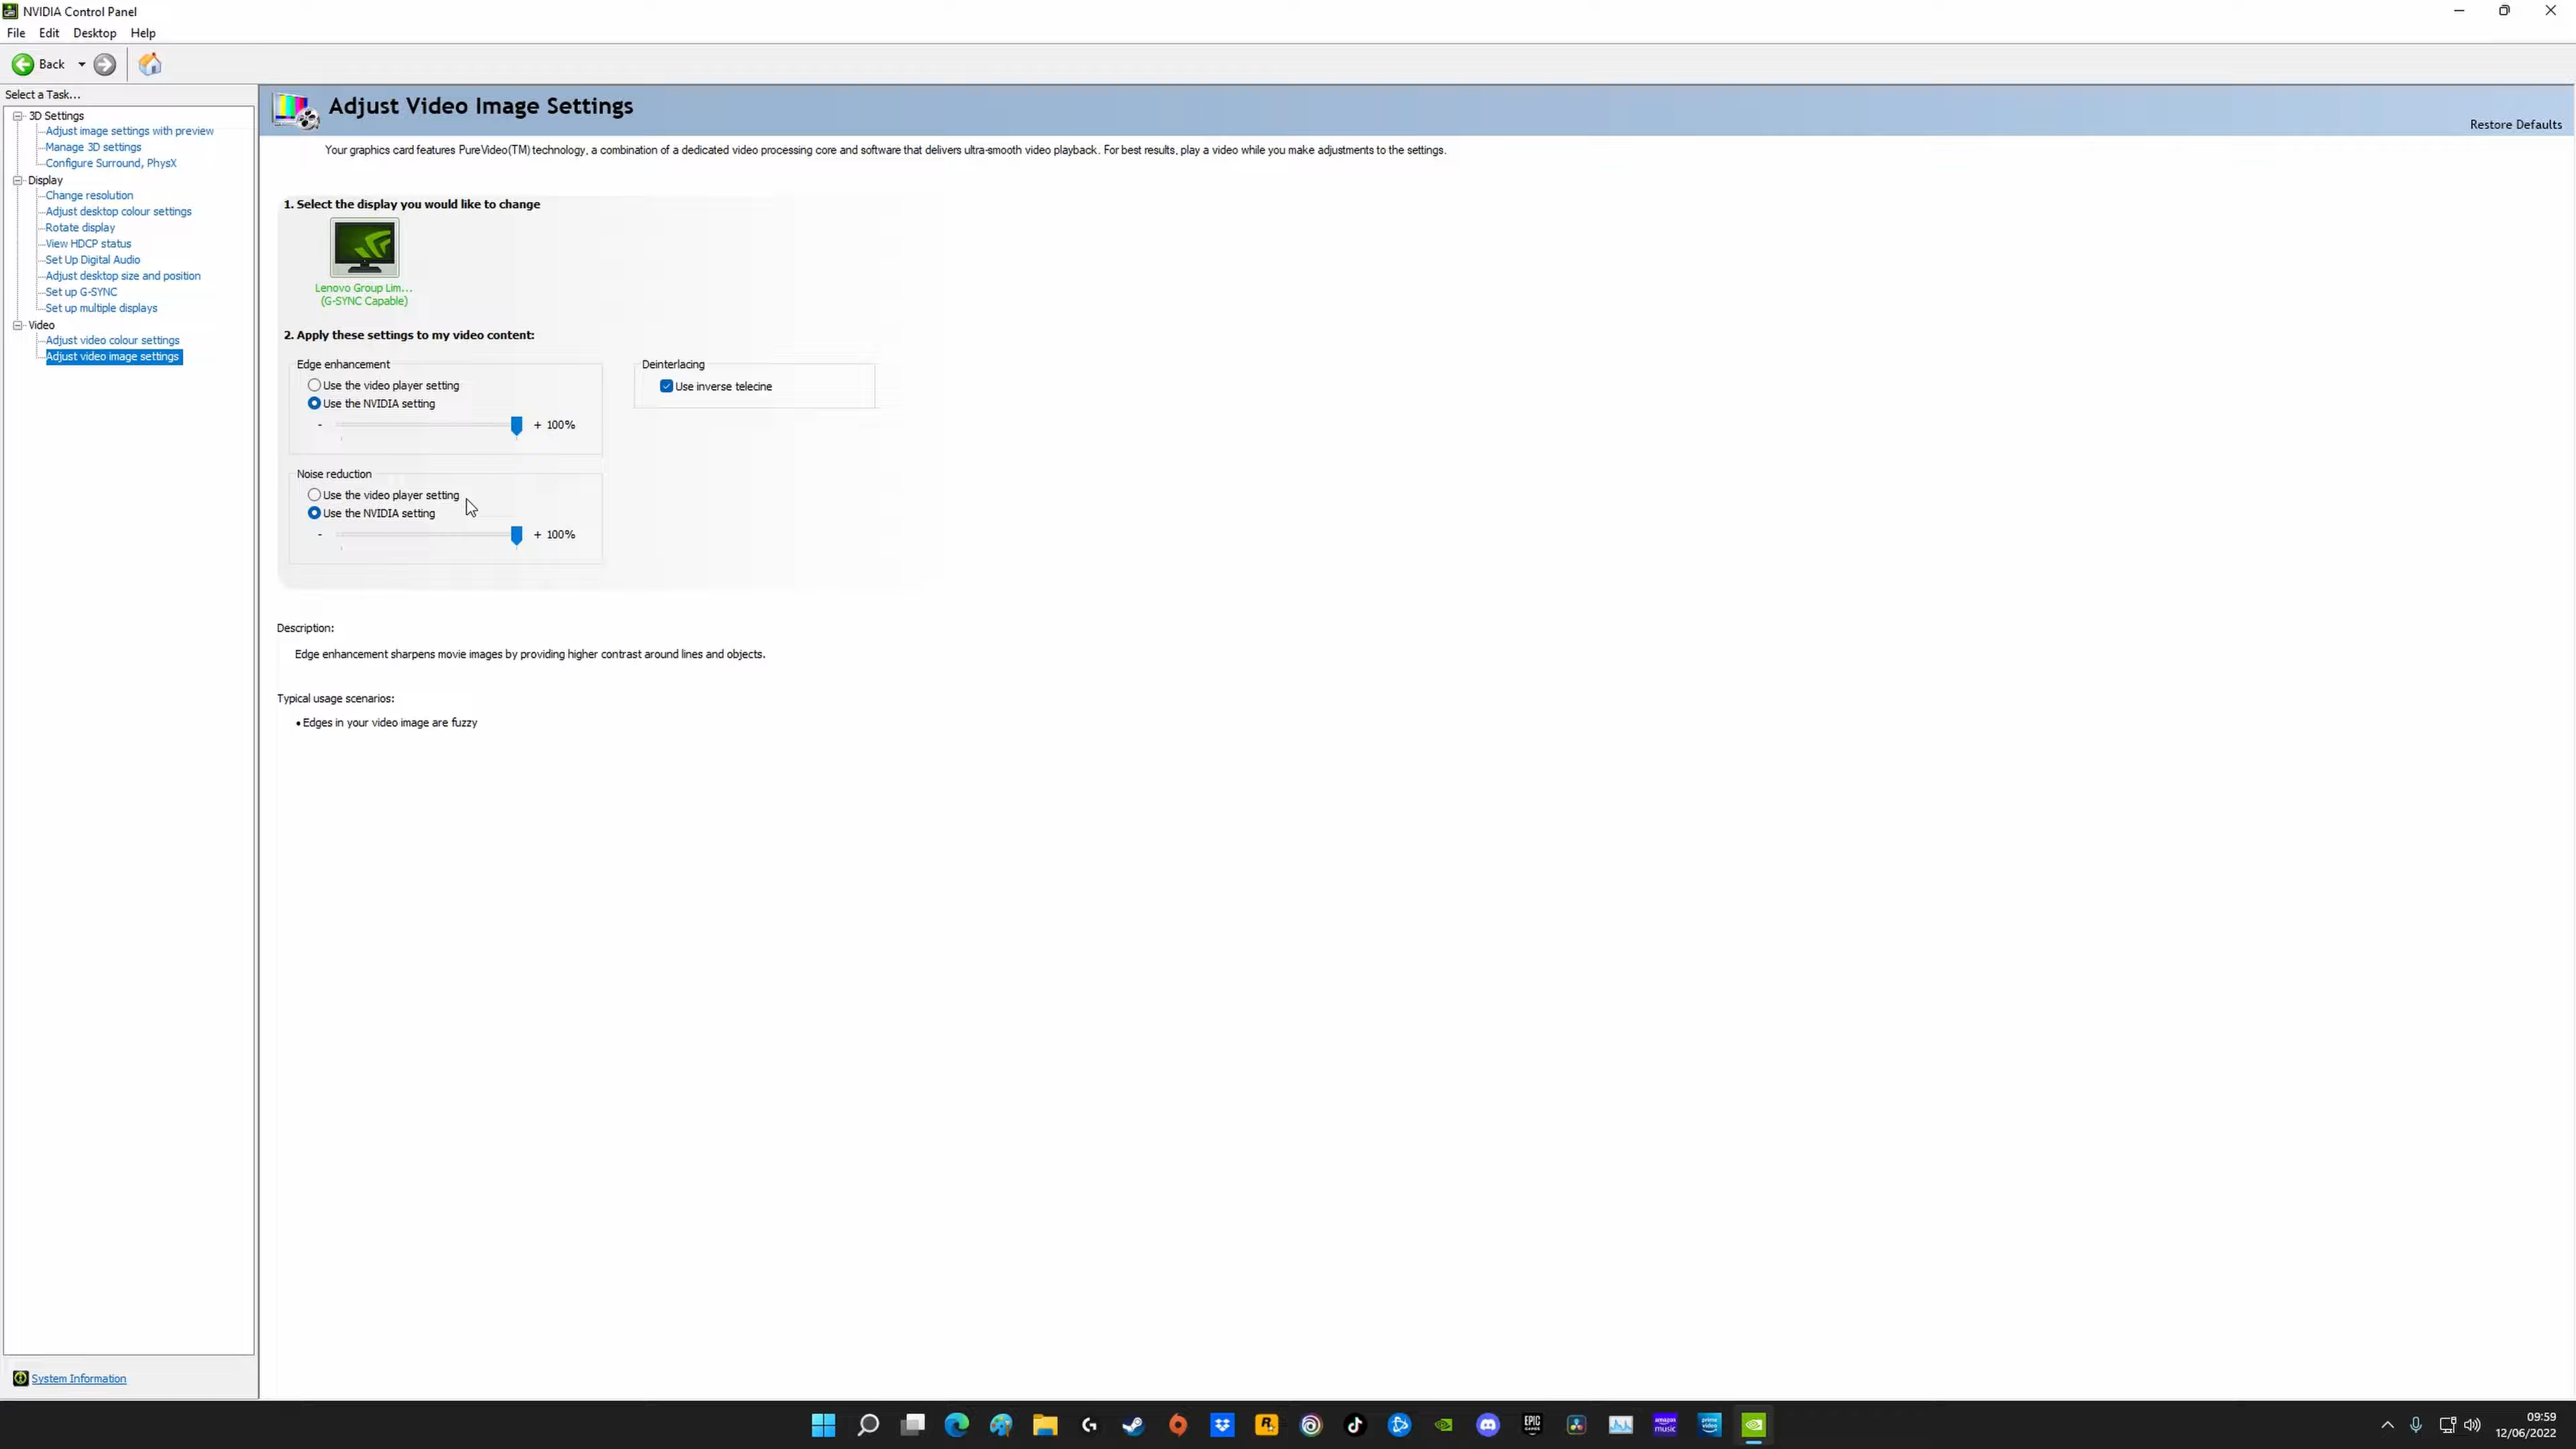 NVIDIA Control Panel
File Edit Desktop Help
Back
Select a Task...
3D Settings
Adjust image settings with preview
Manage 3D settings
Configure Surround, PhysX
Display
Change resolution
Adjust desktop colour settings
Rotate display
View HDCP status
Set Up Digital Audio
Adjust desktop size and position
Set up G-SYNC
Set up multiple displays
Video
Adjust video colour settings
Adjust video image settings
System Information
Adjust Video Image Settings
Restore Defaults
Your graphics card features PureVideo(TM) technology, a combination of a dedicated video processing core and software that delivers ultra-smooth video playback. For best results, play a video while you make adjustments to the settings.
1. Select the display you would like to change
Lenovo Group Lim...
(G-SYNC Capable)
2. Apply these settings to my video content:
Edge enhancement
Use the video player setting
Use the NVIDIA setting
- + 100%
Deinterlacing
Use inverse telecine
Noise reduction
Use the video player setting
Use the NVIDIA setting
- + 100%
Description:
Edge enhancement sharpens movie images by providing higher contrast around lines and objects.
Typical usage scenarios:
• Edges in your video image are fuzzy
EPIC
GAMES
amazon
music
prime
video
09:59
12/06/2022